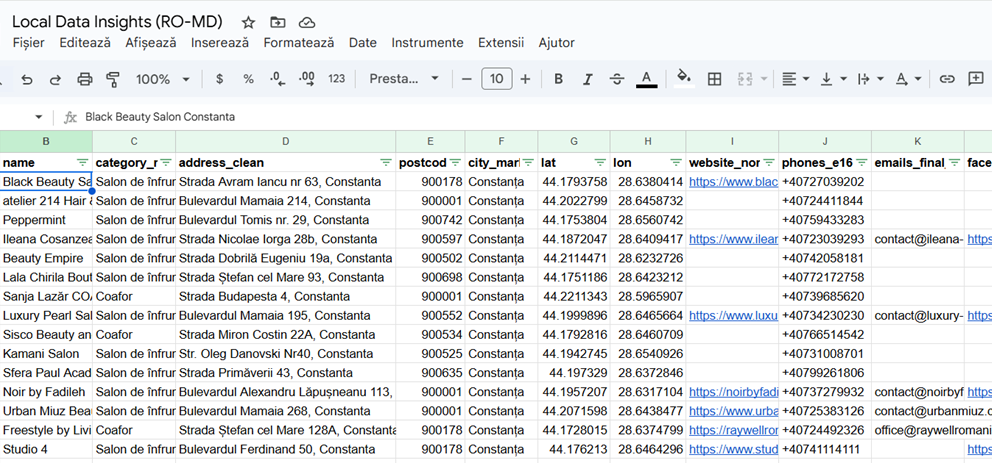 Local Data Insights (RO-MD)
Fișier Editează Afișează Inserează Formatează Date Instrumente Extensii Ajutor
100% $ % .0 .00 123 Presta... 10 B I S A
fx Black Beauty Salon Constanta
B C D E F G H I J K
name category_r address_clean postcod city_mar lat lon website_nor phones_e16 emails_final_ face
Black Beauty Sa Salon de înfrur Strada Avram Iancu nr 63, Constanta 900178 Constanța 44.1793758 28.6380414 https://www.blac +40727039202
atelier 214 Hair & Salon de înfrur Bulevardul Mamaia 214, Constanta 900001 Constanța 44.2022799 28.6458732 +40724411844
Peppermint Salon de înfrur Bulevardul Tomis nr. 29, Constanta 900742 Constanța 44.1753804 28.6560742 +40759433283
Ileana Cosanzea Salon de înfrur Strada Nicolae Iorga 28b, Constanta 900597 Constanța 44.1872047 28.6409417 https://www.ilear +40723039293 contact@ileana- https
Beauty Empire Salon de înfrur Strada Dobrilă Eugeniu 19a, Constanta 900502 Constanța 44.2114471 28.6232726 +40742058181
Lala Chirila Bout Salon de înfrur Strada Ștefan cel Mare 93, Constanta 900698 Constanța 44.1751186 28.6423212 +40772172758
Sanja Lazăr COA Coafor Strada Budapesta 4, Constanta 900001 Constanța 44.2211343 28.5965907 +40739685620
Luxury Pearl Sal Salon de înfrur Bulevardul Mamaia 195, Constanta 900552 Constanța 44.1999896 28.6465664 https://www.luxu +40734230230 contact@luxury- https
Sisco Beauty an Coafor Strada Miron Costin 22A, Constanta 900534 Constanța 44.1792816 28.6460709 +40766514542
Kamani Salon Salon de înfrur Str. Oleg Danovski Nr40, Constanta 900525 Constanța 44.1942745 28.6540926 +40731008701
Sfera Paul Acad Salon de înfrur Strada Primăverii 43, Constanta 900635 Constanța 44.197329 28.6372846 +40799261806
Noir by Fadileh Salon de înfrur Bulevardul Alexandru Lăpușneanu 113, 900001 Constanța 44.1957207 28.6317104 https://noirbyfadi +40737279932 contact@noirbyf https
Urban Miuz Beau Salon de înfrur Bulevardul Mamaia 268, Constanta 900001 Constanța 44.2071598 28.6438477 https://www.urba +40725383126 contact@urbanmiuz.c
Freestyle by Livi Coafor Strada Ștefan cel Mare 128A, Constanta 900178 Constanța 44.1728015 28.6374799 https://raywellror +40724492326 office@raywellromani
Studio 4 Salon de înfrur Bulevardul Ferdinand 50, Constanta 900178 Constanța 44.176213 28.6464296 https://www.stud +40741114111 https